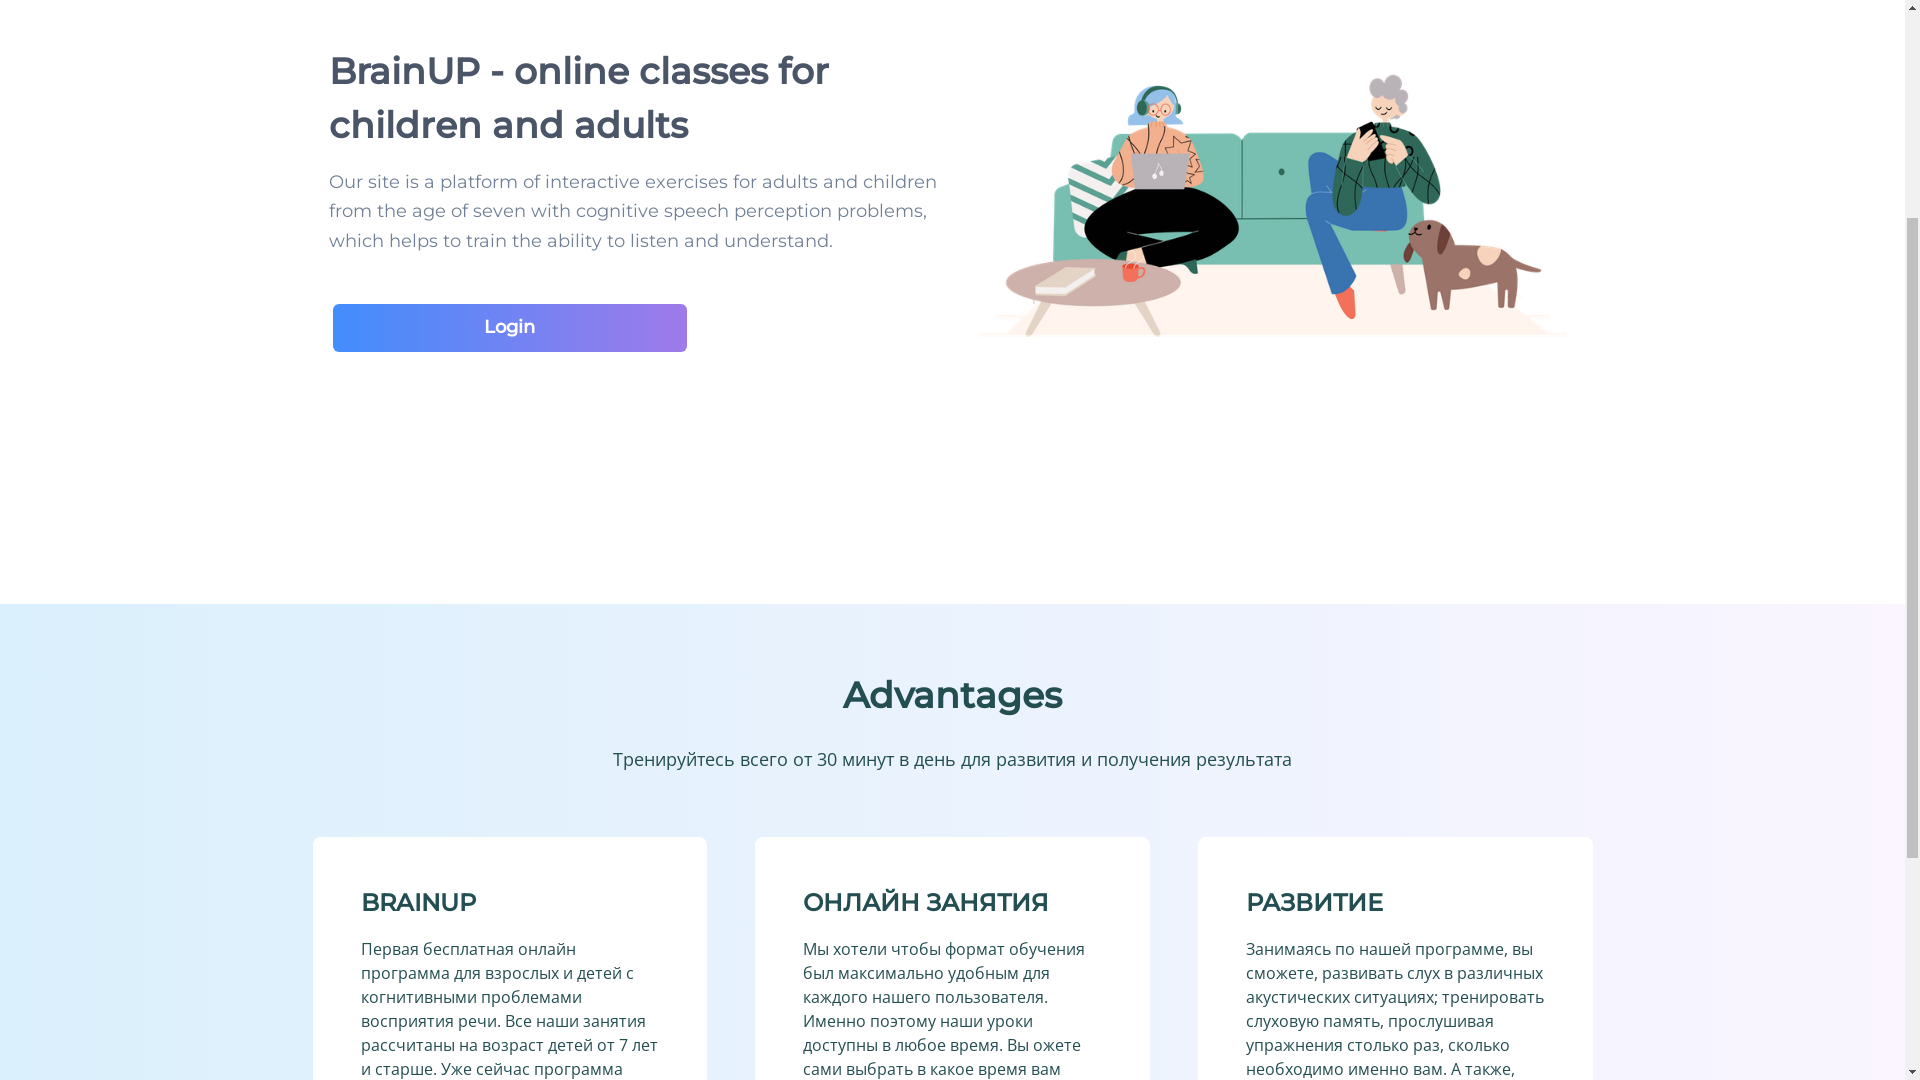 BrainUP - online classes for
children and adults
Our site is a platform of interactive exercises for adults and children
from the age of seven with cognitive speech perception problems,
which helps to train the ability to listen and understand.
Login
Advantages
Тренируйтесь всего от 30 минут в день для развития и получения результата
BRAINUP
Первая бесплатная онлайн
программа для взрослых и детей с
когнитивными проблемами
восприятия речи. Все наши занятия
рассчитаны на возраст детей от 7 лет
и старше. Уже сейчас программа
ОНЛАЙН ЗАНЯТИЯ
Мы хотели чтобы формат обучения
был максимально удобным для
каждого нашего пользователя.
Именно поэтому наши уроки
доступны в любое время. Вы ожете
сами выбрать в какое время вам
РАЗВИТИЕ
Занимаясь по нашей программе, вы
сможете, развивать слух в различных
акустических ситуациях; тренировать
слуховую память, прослушивая
упражнения столько раз, сколько
необходимо именно вам. А также,